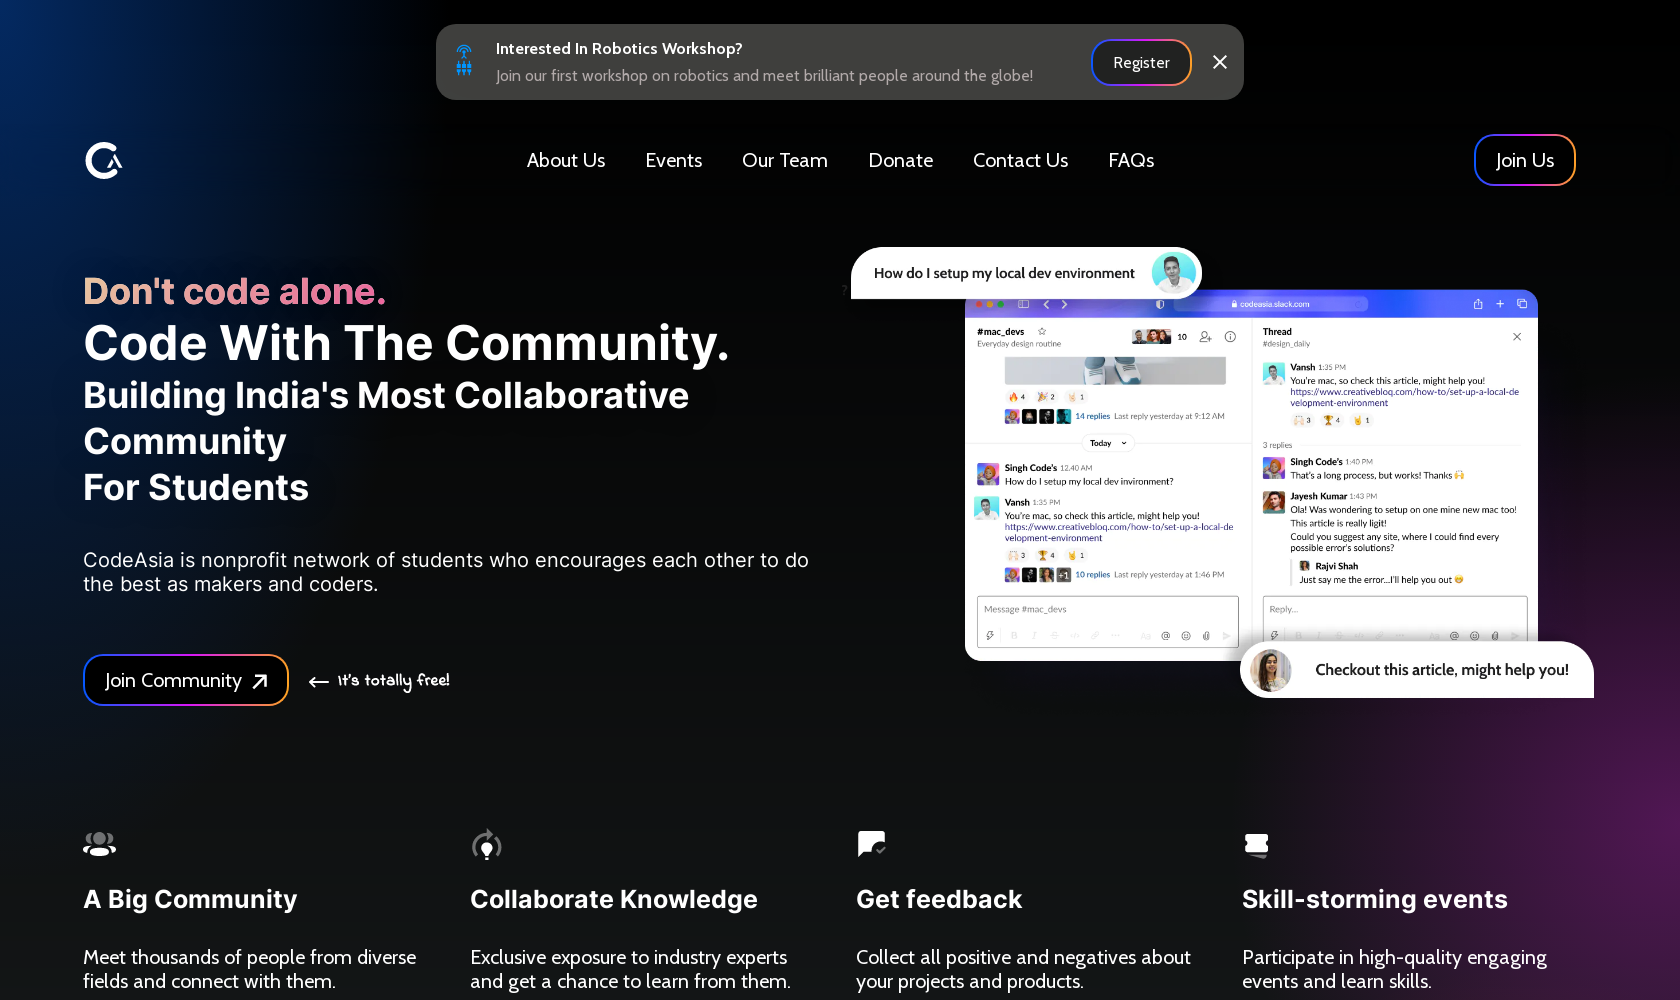 Interested In Robotics Workshop?
Join our first workshop on robotics and meet brilliant people around the globe!
Register
About Us
Events
Our Team
Donate
Contact Us
FAQs
Join Us
Don't code alone.
Code With The Community.
Building India's Most Collaborative
Community
For Students
CodeAsia is nonprofit network of students who encourages each other to do
the best as makers and coders.
Join Community
It's totally free!
How do I setup my local dev environment
?
codeasia.slack.com
#mac_devs
Everyday design routine
10
4
2
1
14 replies Last reply yesterday at 9:12 AM
Today
Singh Code's 12.40 AM
How do I setup my local dev invironment?
Vansh 1:35 PM
You're mac, so check this article, might help you!
https://www.creativebloq.com/how-to/set-up-a-local-de
velopment-environment
3
4
1
+1
10 replies Last reply yesterday at 1:46 PM
Message #mac_devs
Thread
#design_daily
Vansh 1:35 PM
You're mac, so check this article, might help you!
https://www.creativebloq.com/how-to/set-up-a-local-de
velopment-environment
3
4
1
3 replies
Singh Code's 1:40 PM
That's a long process, but works! Thanks
Jayesh Kumar 1:43 PM
Ola! Was wondering to setup on one mine new mac too!
This article is really ligit!
Could you suggest any site, where I could find every
possible error's solutions?
Rajvi Shah
Just say me the error...I'll help you out
Reply...
Checkout this article, might help you!
A Big Community
Meet thousands of people from diverse
fields and connect with them.
Collaborate Knowledge
Exclusive exposure to industry experts
and get a chance to learn from them.
Get feedback
Collect all positive and negatives about
your projects and products.
Skill-storming events
Participate in high-quality engaging
events and learn skills.